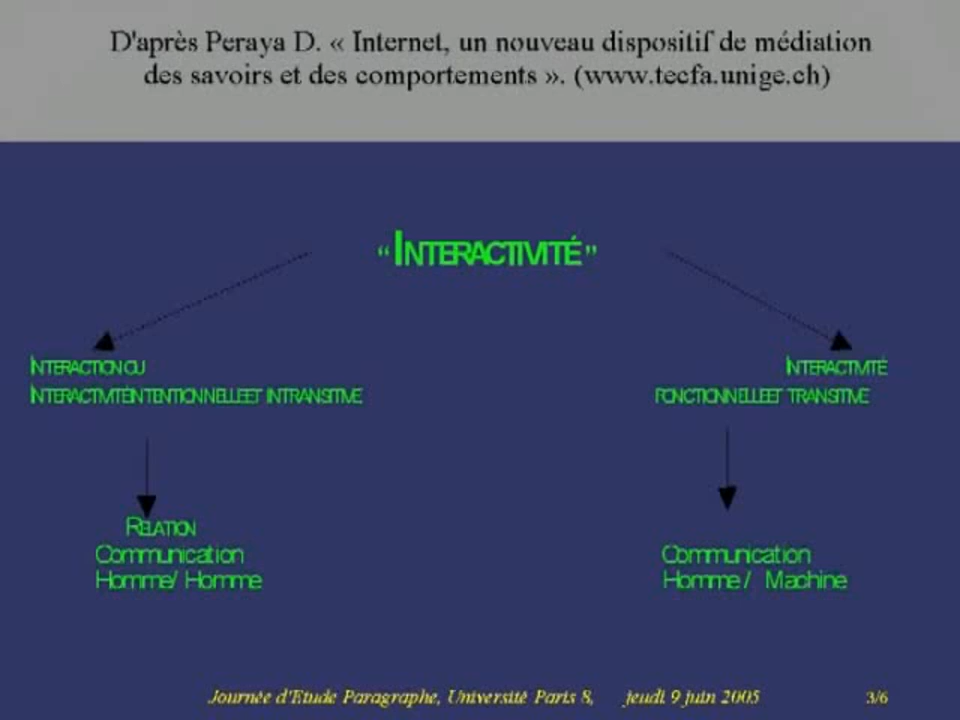 D'après Peraya D. « Internet, un nouveau dispositif de médiation
des savoirs et des comportements ». (www.tecfa.unige.ch)
“INTERACTIVITÉ”
INTERACTION OU
INTERACTIVITÉ INTENTIONNELLE ET INTRANSITIVE
INTERACTIVITÉ
FONCTIONNELLE ET TRANSITIVE
RELATION
Communication
Homme/ Homme
Communication
Homme / Machine
Journée d'Etude Paragraphe, Université Paris 8, jeudi 9 juin 2005
3/6